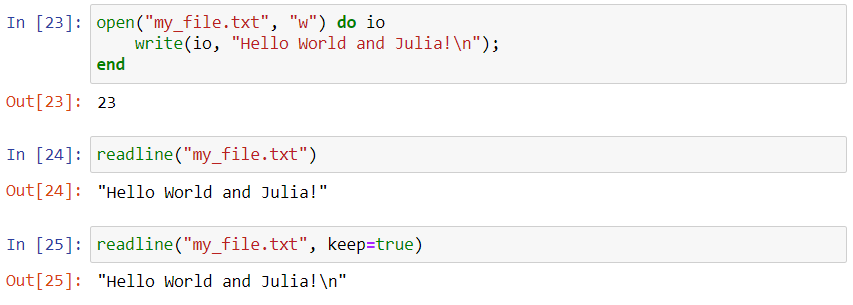 In [23]: open("my_file.txt", "w") do io
write(io, "Hello World and Julia!\n");
end
Out[23]: 23
In [24]: readline("my_file.txt")
Out[24]: "Hello World and Julia!"
In [25]: readline("my_file.txt", keep=true)
Out[25]: "Hello World and Julia!\n"